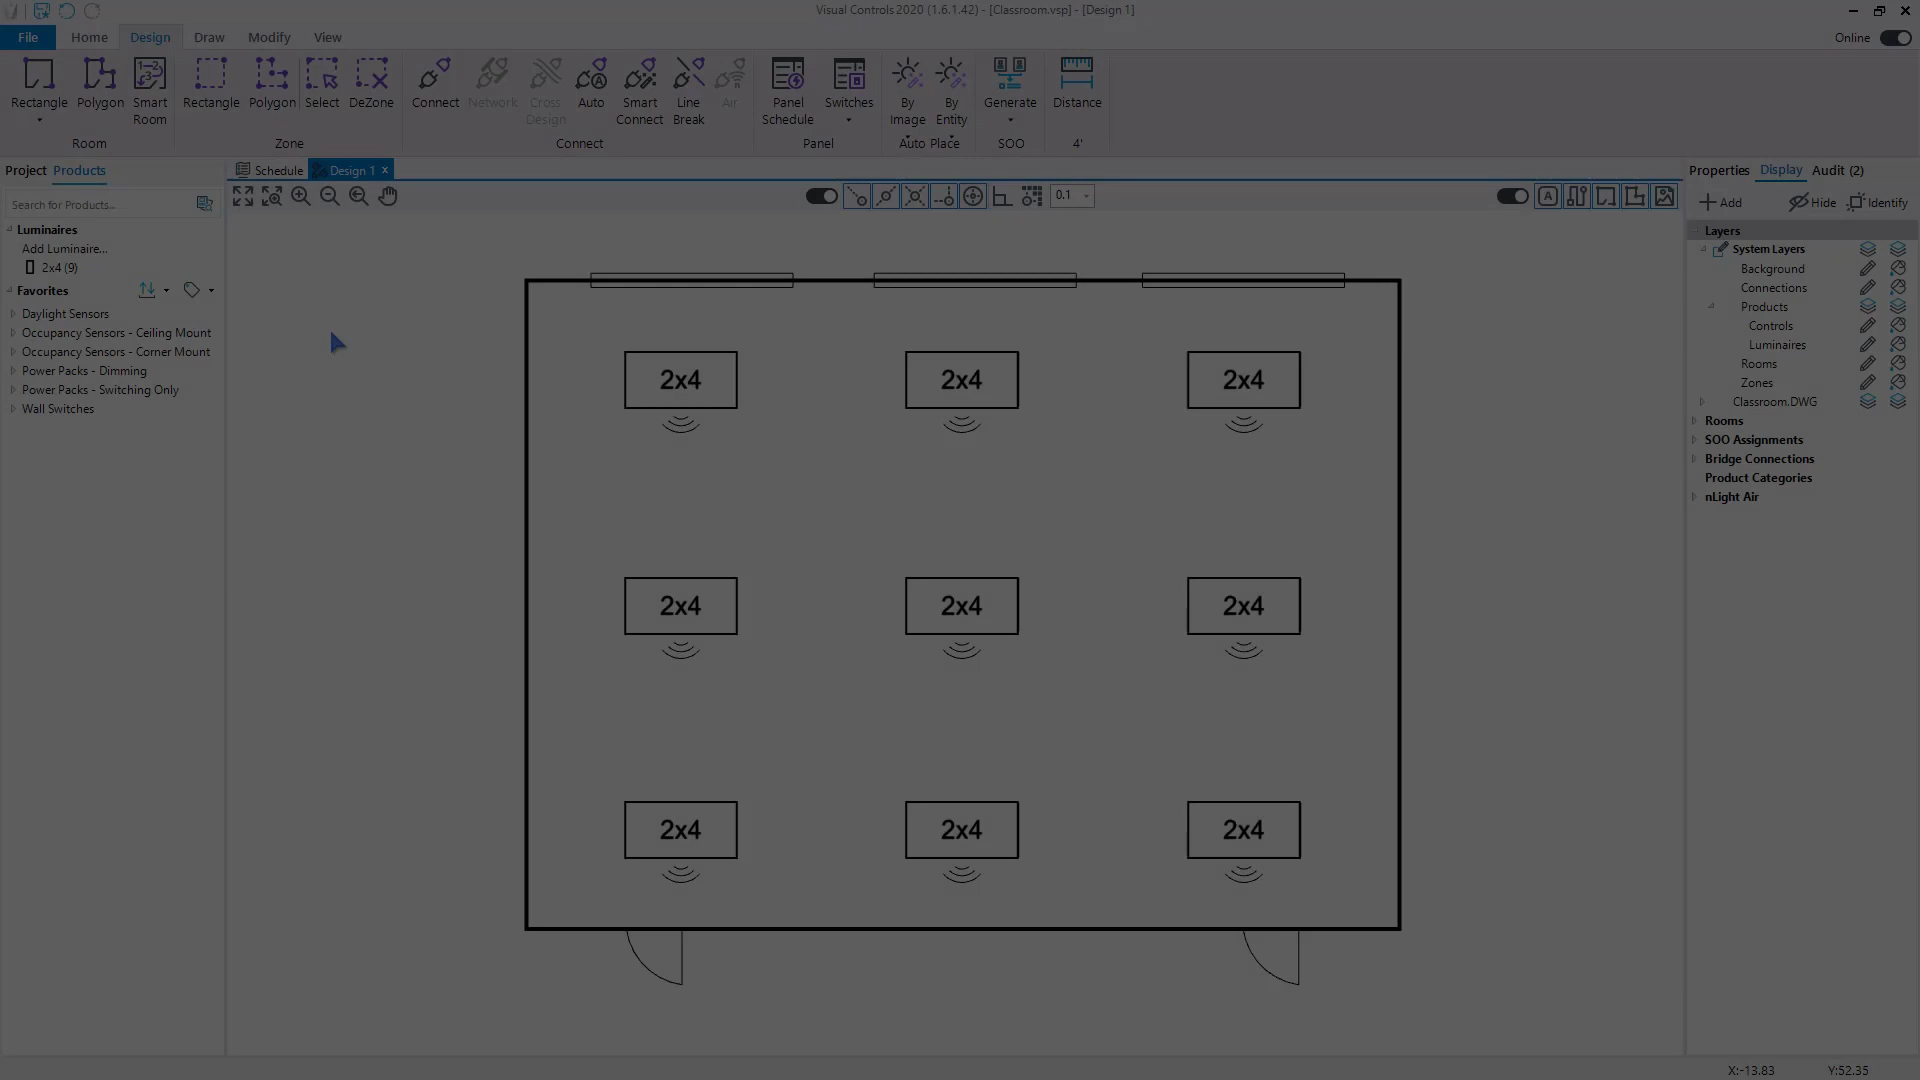 Visual Controls 2020 (1.6.1.42) - [Classroom.vsp] - [Design 1]
File Home Design Draw Modify View Online
Rectangle Polygon Smart Room
Rectangle Polygon Select DeZone
Connect Network Cross Design Auto Smart Connect Line Break Air
Panel Schedule Switches
By Image By Entity
Generate
Distance
Room Zone Connect Panel Auto Place SOO 4'
Project Products
Schedule Design 1 x
Properties Display Audit (2)
Search for Products...
0.1
A
Add Hide Identify
Luminaires
Add Luminaire...
2x4 (9)
Favorites
Daylight Sensors
Occupancy Sensors - Ceiling Mount
Occupancy Sensors - Corner Mount
Power Packs - Dimming
Power Packs - Switching Only
Wall Switches
2x4 2x4 2x4
2x4 2x4 2x4
2x4 2x4 2x4
Layers
System Layers
Background
Connections
Products
Controls
Luminaires
Rooms
Zones
Classroom.DWG
Rooms
SOO Assignments
Bridge Connections
Product Categories
nLight Air
X:-13.83 Y:52.35